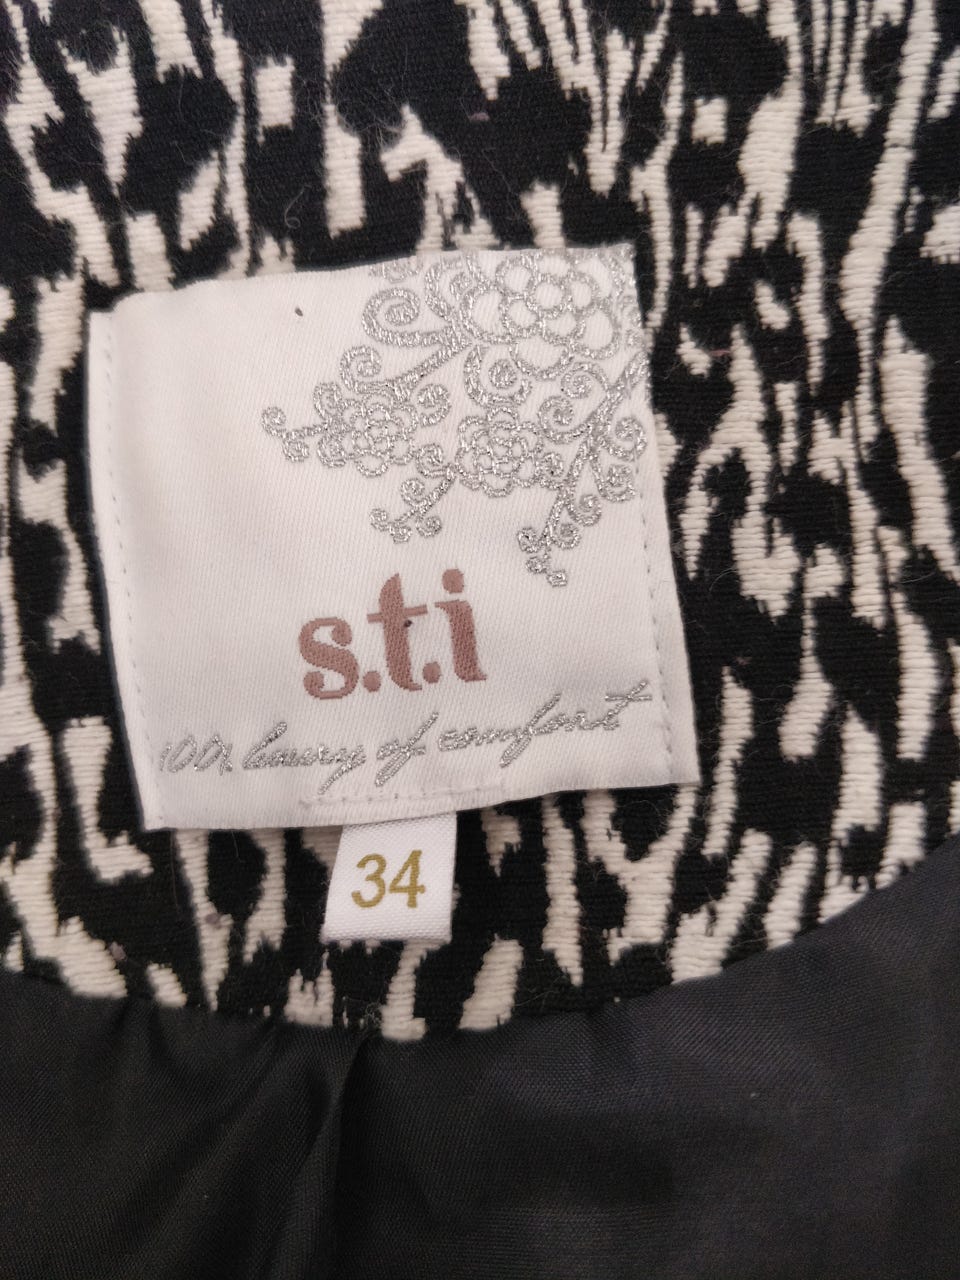 s.t.i
100% luxury of comfort
34